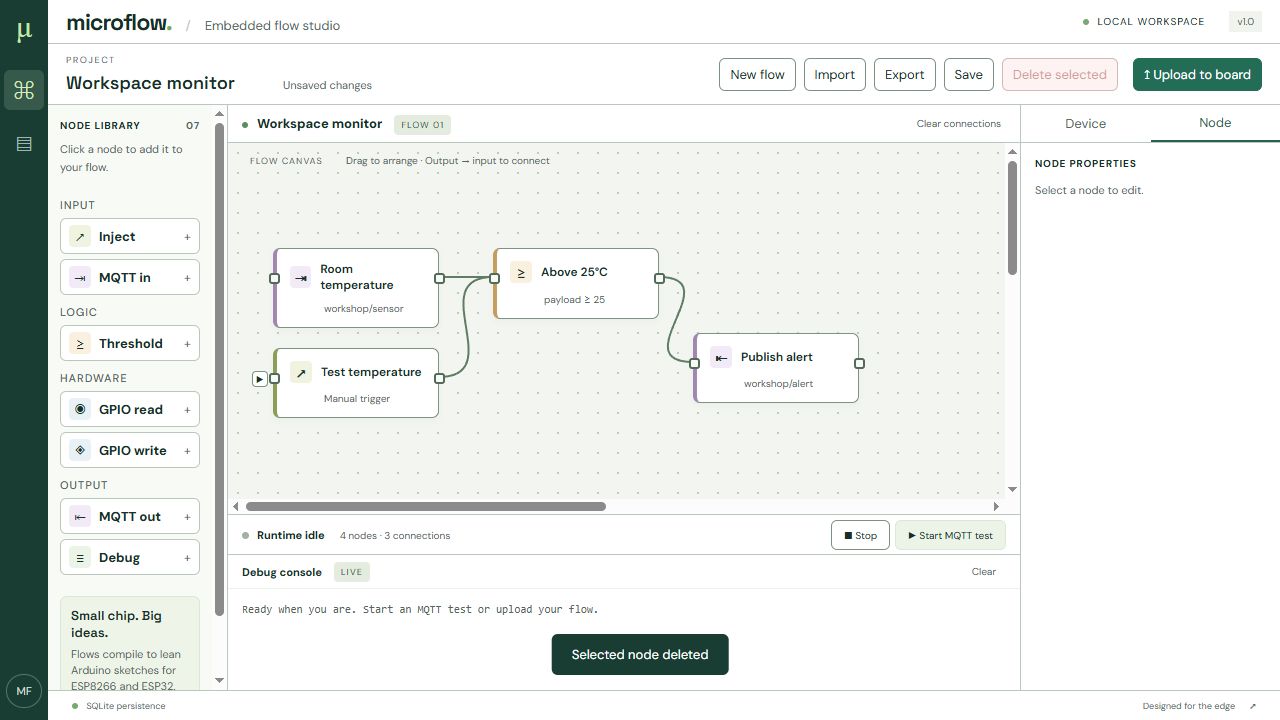 μ
microflow.
/
Embedded flow studio
LOCAL WORKSPACE
v1.0
PROJECT
Workspace monitor
Unsaved changes
New flow
Import
Export
Save
Delete selected
↥ Upload to board
NODE LIBRARY
07
Click a node to add it to
your flow.
INPUT
↗ Inject +
⇥ MQTT in +
LOGIC
≥ Threshold +
HARDWARE
◉ GPIO read +
◈ GPIO write +
OUTPUT
⇤ MQTT out +
Ξ Debug +
Small chip. Big
ideas.
Flows compile to lean
Arduino sketches for
ESP8266 and ESP32.
MF
Workspace monitor
FLOW 01
Clear connections
FLOW CANVAS
Drag to arrange · Output → input to connect
⇥ Room
temperature
workshop/sensor
≥ Above 25°C
payload ≥ 25
▶ ↗ Test temperature
Manual trigger
⇤ Publish alert
workshop/alert
Runtime idle
4 nodes · 3 connections
■ Stop
▶ Start MQTT test
Debug console
LIVE
Clear
Ready when you are. Start an MQTT test or upload your flow.
Selected node deleted
Device
Node
NODE PROPERTIES
Select a node to edit.
SQLite persistence
Designed for the edge ↗